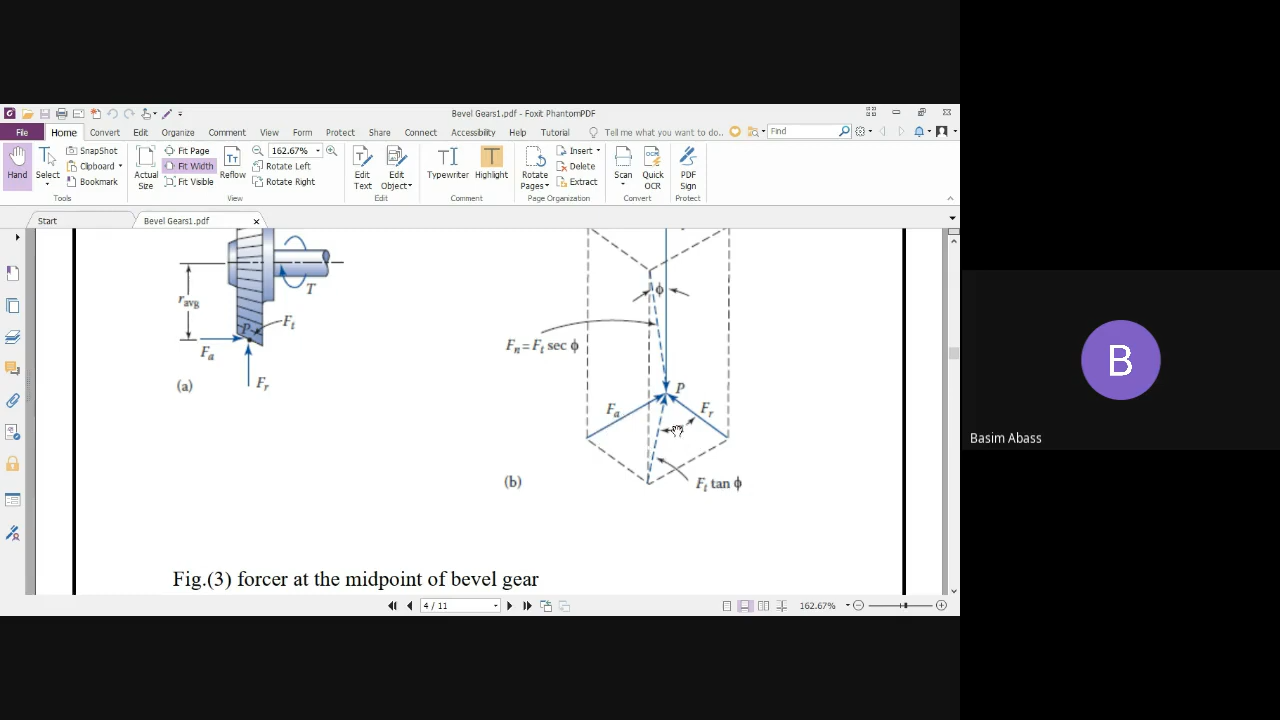 Bevel Gears1.pdf - Foxit PhantomPDF
File Home Convert Edit Organize Comment View Form Protect Share Connect Accessibility Help Tutorial Tell me what you want to do.. Find
Hand
Select
SnapShot
Clipboard
Bookmark
Tools
Actual Size
Fit Page
Fit Width
Fit Visible
Reflow
162.67%
Rotate Left
Rotate Right
View
Edit Text
Edit Object
Edit
Typewriter
Highlight
Comment
Rotate Pages
Insert
Delete
Extract
Page Organization
Scan
Quick OCR
Convert
PDF Sign
Protect
Start
Bevel Gears1.pdf
r_avg
T
P
F_t
F_a
F_r
(a)
ϕ
F_n = F_t sec ϕ
P
F_a
F_r
F_t tan ϕ
(b)
Fig.(3) forcer at the midpoint of bevel gear
4 / 11
162.67%
B
Basim Abass